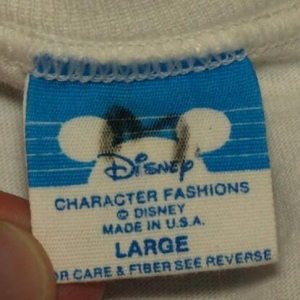 Disney
CHARACTER FASHIONS
© DISNEY
MADE IN U.S.A.
LARGE
OR CARE & FIBER SEE REVERSE